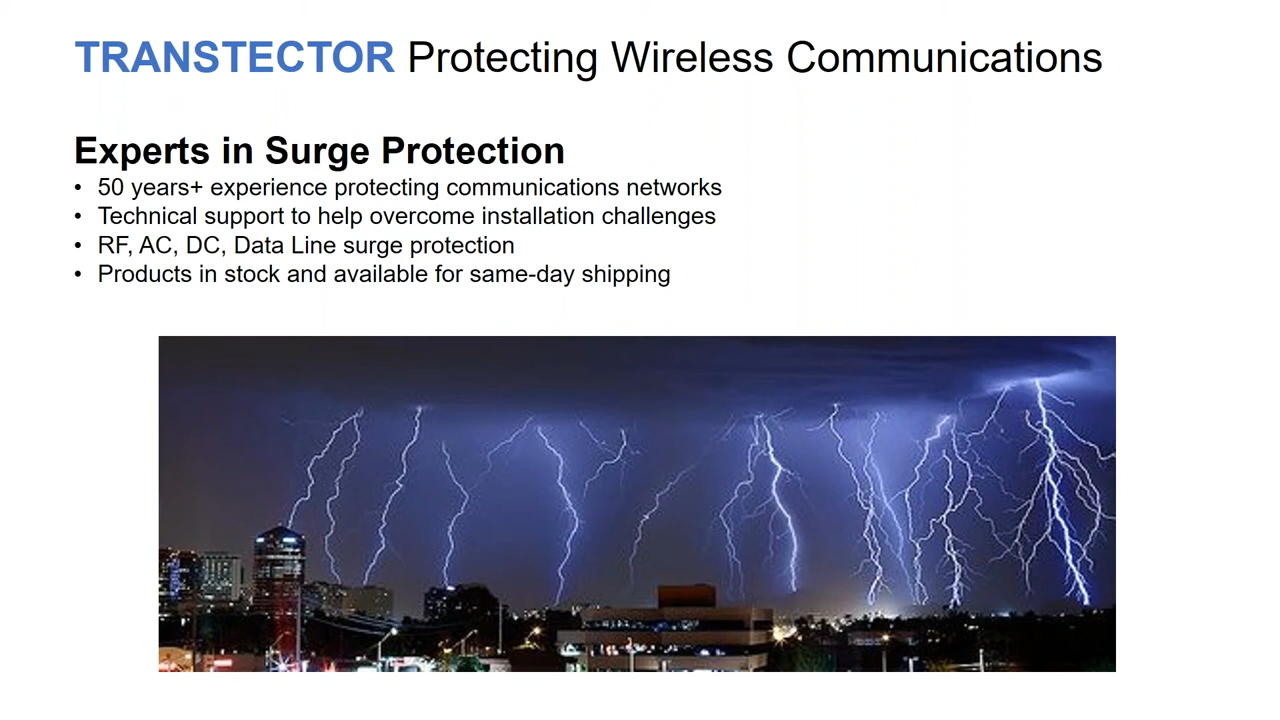 TRANSTECTOR Protecting Wireless Communications
Experts in Surge Protection
• 50 years+ experience protecting communications networks
• Technical support to help overcome installation challenges
• RF, AC, DC, Data Line surge protection
• Products in stock and available for same-day shipping